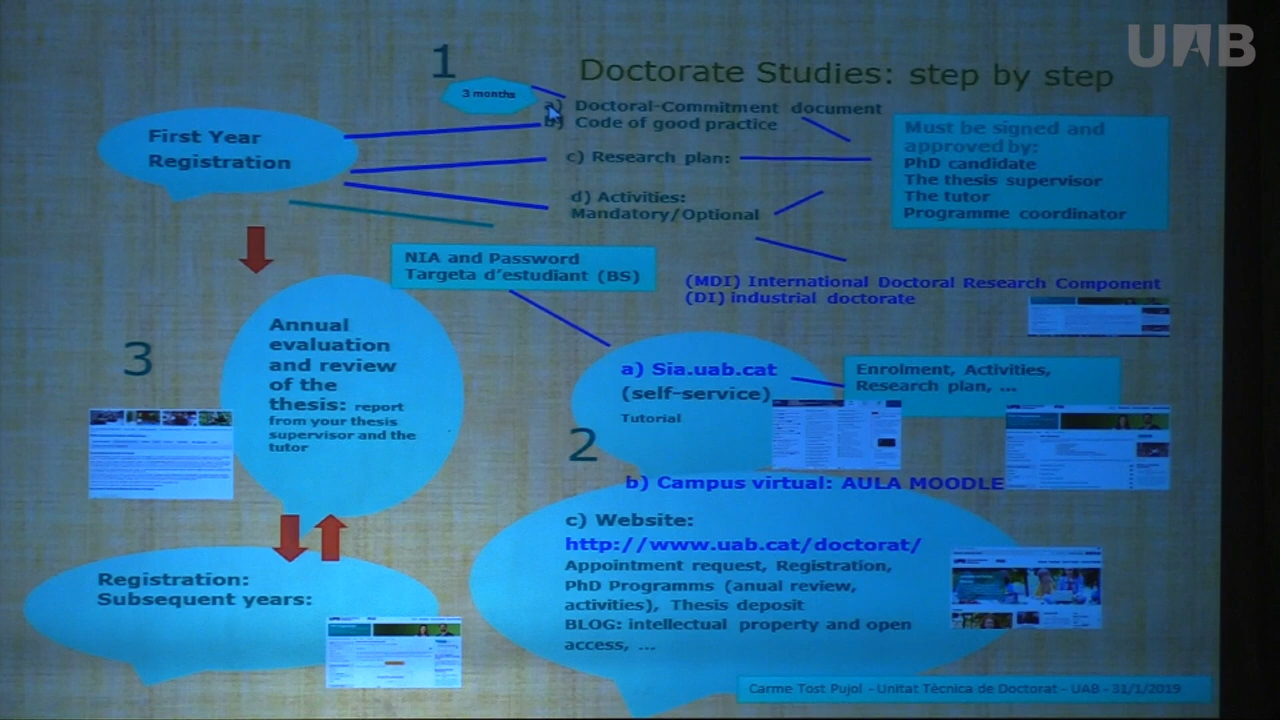 UAB
1
Doctorate Studies: step by step
3 months
a) Doctoral-Commitment document
b) Code of good practice
First Year
Registration
c) Research plan:
d) Activities:
Mandatory/Optional
Must be signed and
approved by:
PhD candidate
The thesis supervisor
The tutor
Programme coordinator
NIA and Password
Targeta d'estudiant (BS)
(MDI) International Doctoral Research Component
(DI) industrial doctorate
3
Annual
evaluation
and review
of the
thesis: report
from your thesis
supervisor and the
tutor
2
a) Sia.uab.cat
(self-service)
Tutorial
Enrolment, Activities,
Research plan, ...
b) Campus virtual: AULA MOODLE
c) Website:
http://www.uab.cat/doctorat/
Appointment request, Registration,
PhD Programms (anual review,
activities), Thesis deposit
BLOG: intellectual property and open
access, ...
Registration:
Subsequent years:
Carme Tost Pujol - Unitat Tècnica de Doctorat - UAB - 31/1/2019